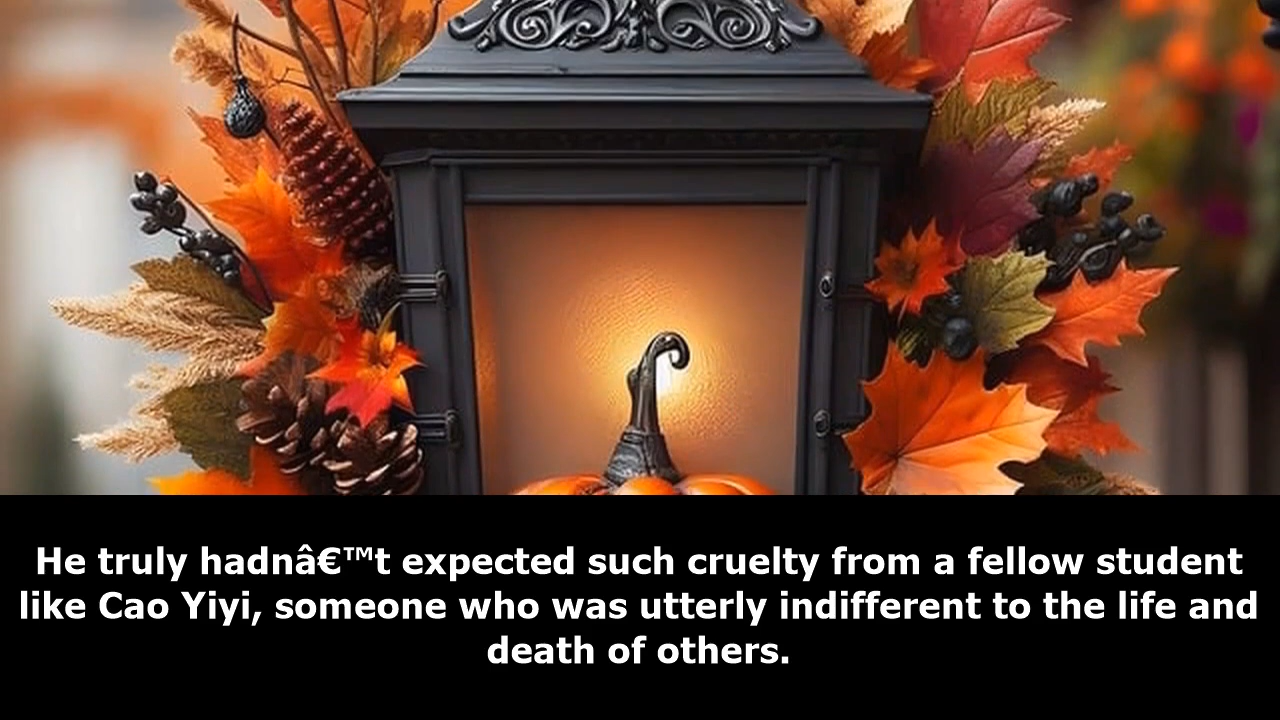 He truly hadnâ€™t expected such cruelty from a fellow student
like Cao Yiyi, someone who was utterly indifferent to the life and
death of others.